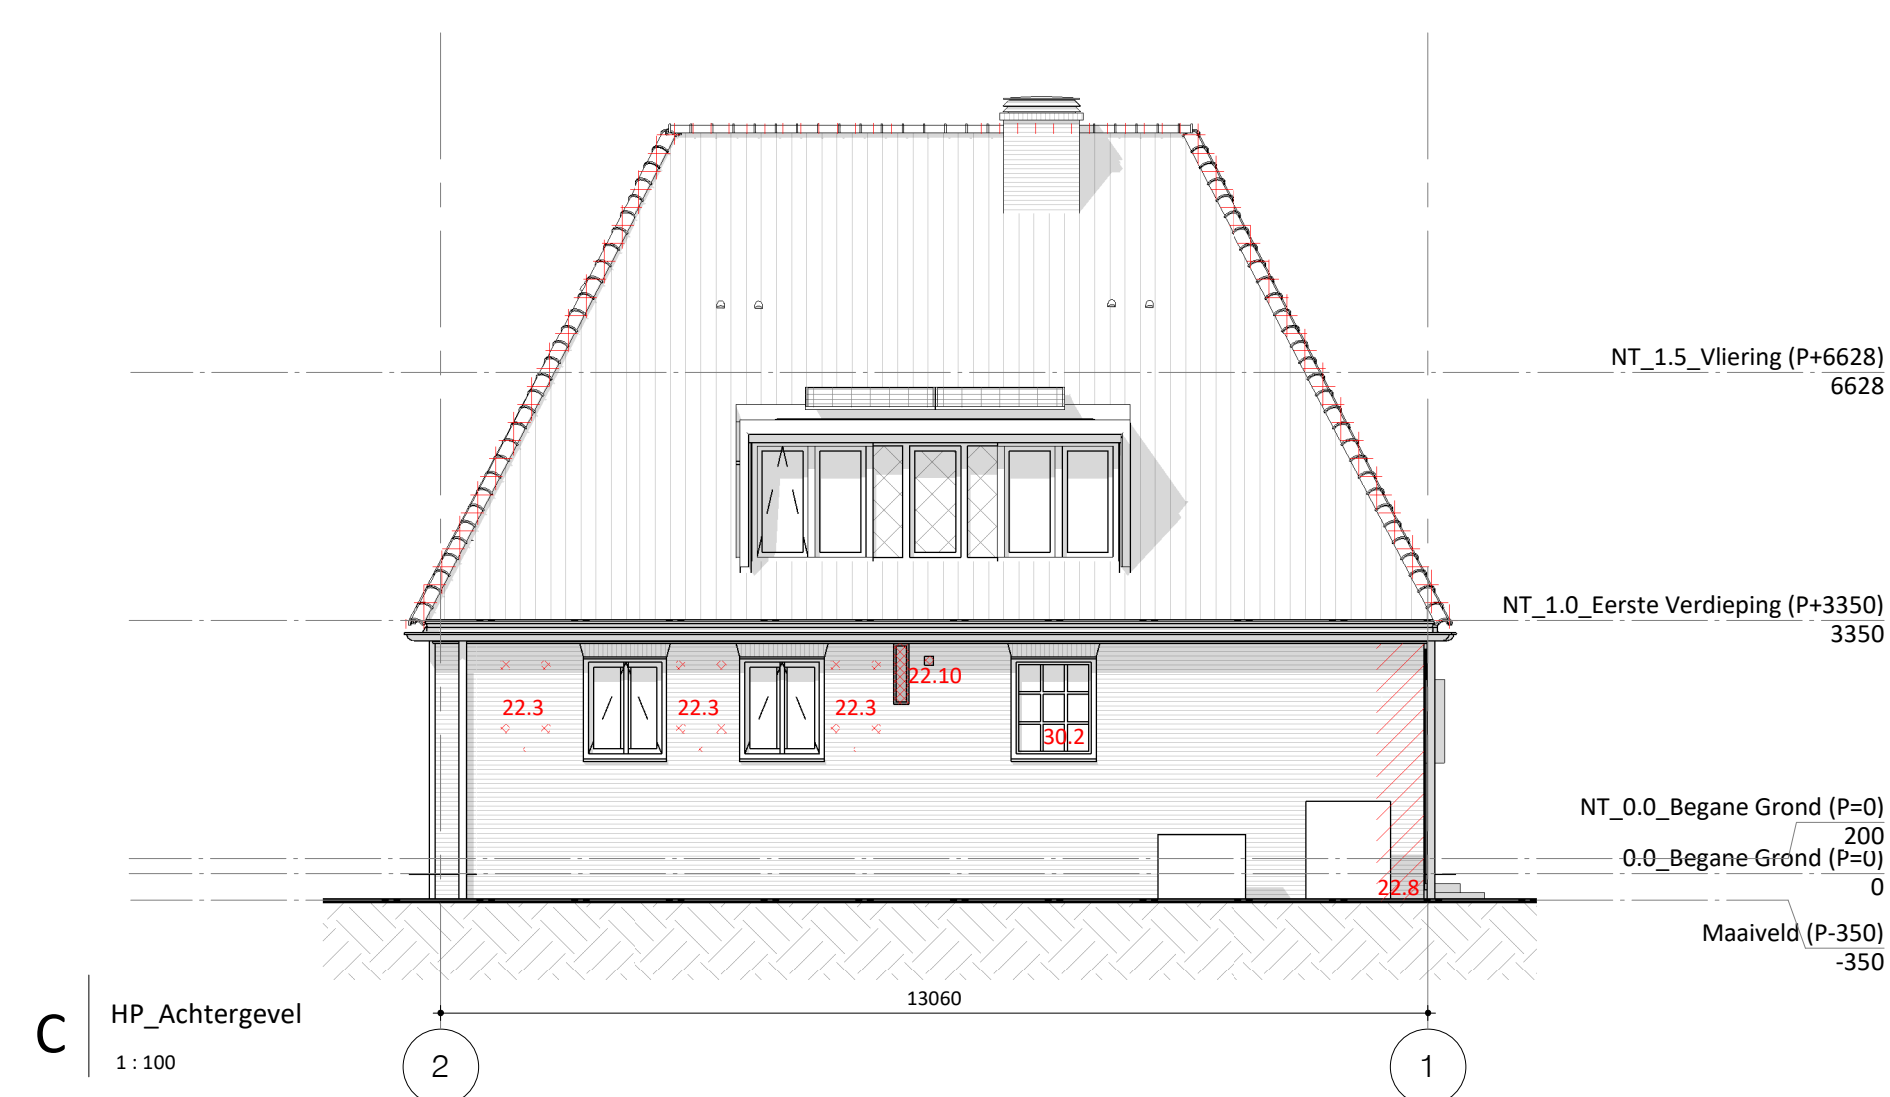 NT_1.5_Vliering (P+6628)
6628
NT_1.0_Eerste Verdieping (P+3350)
3350
22.10
22.3
22.3
22.3
30.2
NT_0.0_Begane Grond (P=0)
200
0.0_Begane Grond (P=0)
0
22.8
Maaiveld (P-350)
-350
13060
C
HP_Achtergevel
1 : 100
2
1